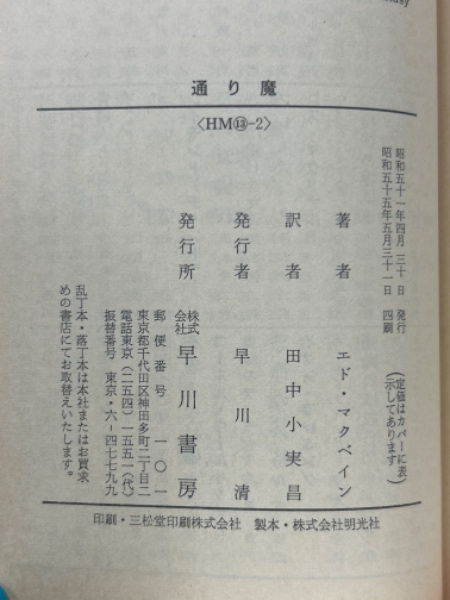 通り魔
〈HM⑬-2〉
昭和五十一年四月三十日 発行
昭和五十五年五月三十一日 四刷
(定価はカバーに表
示してあります)
著者 エド・マクベイン
訳者 田中小実昌
発行者 早川清
発行所 株式会社 早川書房
郵便番号 一〇一
東京都千代田区神田多町二丁目二
電話東京(二五四)一五五一(代)
振替番号 東京・六-四七七九九
乱丁本・落丁本は本社またはお買求
めの書店にてお取替えいたします。
印刷・三松堂印刷株式会社 製本・株式会社明光社